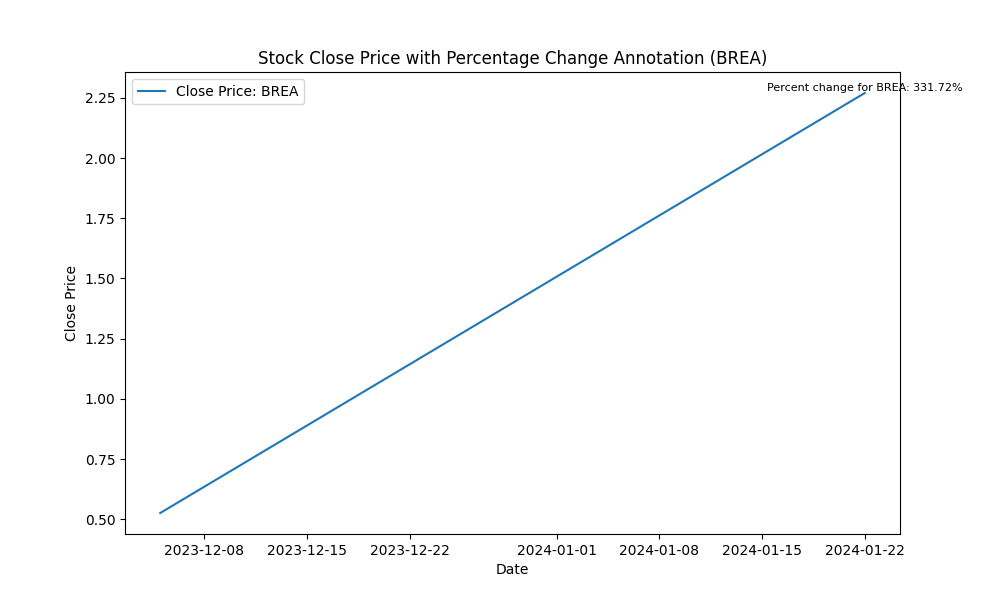 Stock Close Price with Percentage Change Annotation (BREA)
Close Price: BREA
Percent change for BREA: 331.72%
2.25
2.00
1.75
1.50
1.25
1.00
0.75
0.50
Close Price
2023-12-08 2023-12-15 2023-12-22 2024-01-01 2024-01-08 2024-01-15 2024-01-22
Date